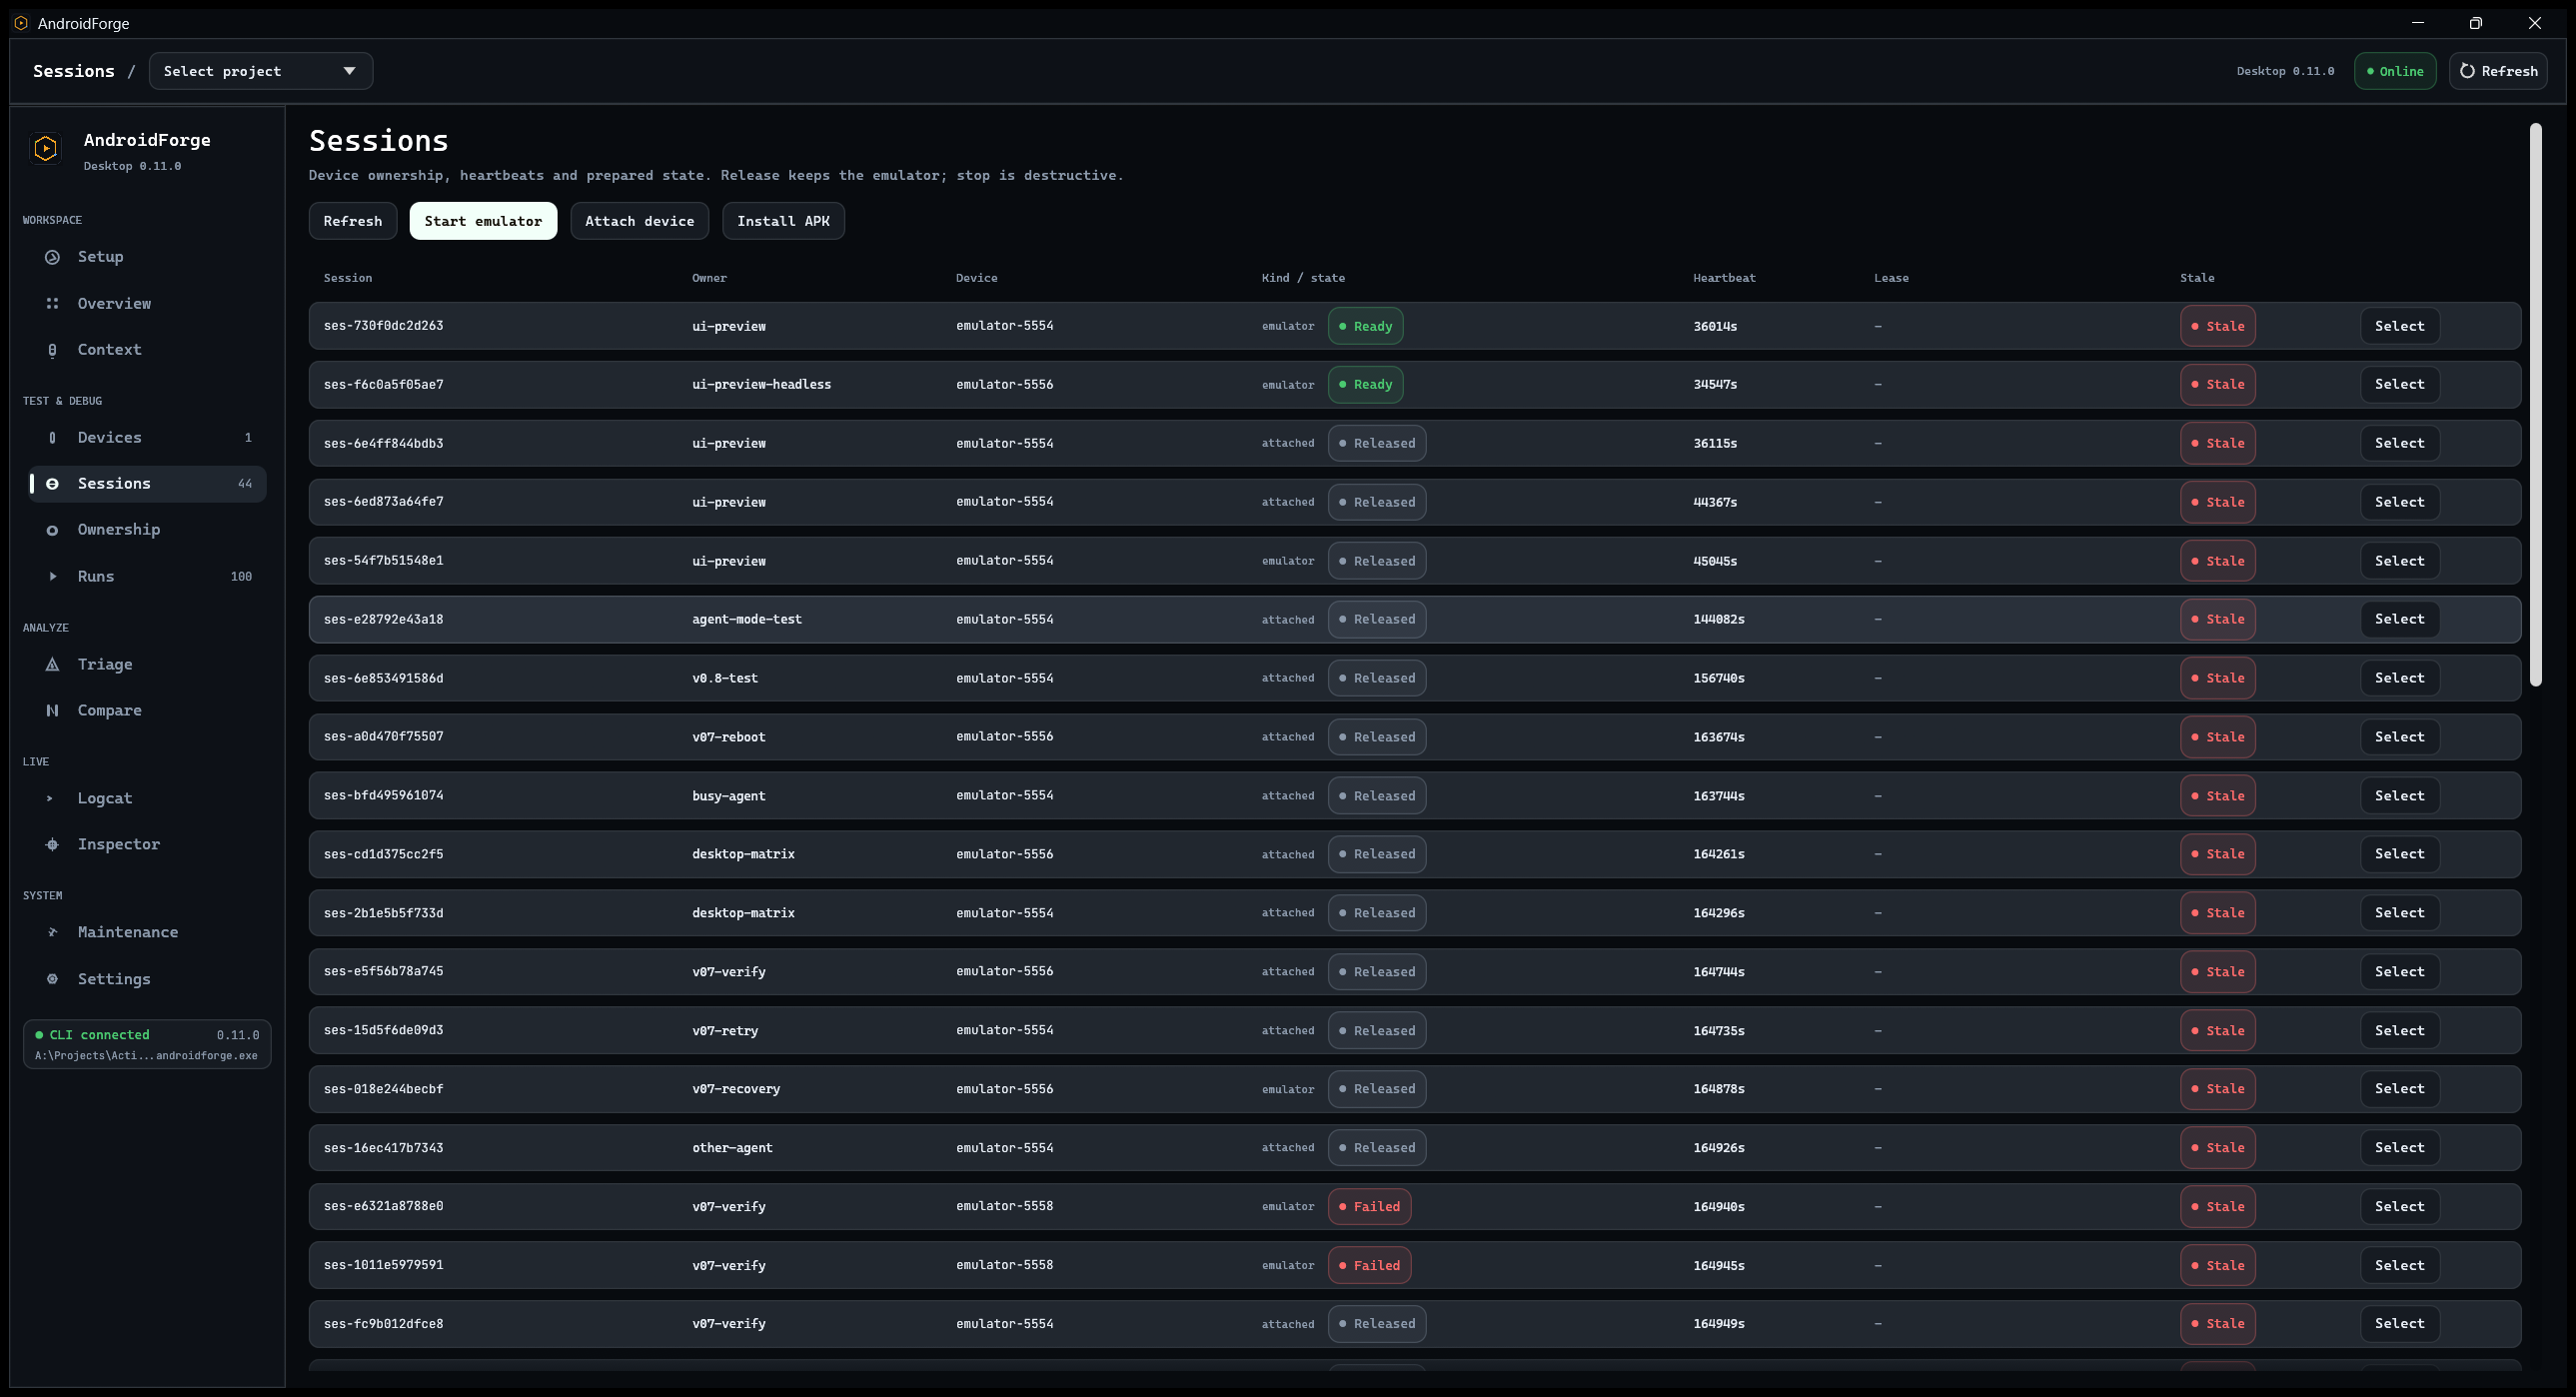 AndroidForge
Sessions / Select project
Desktop 0.11.0 Online Refresh
AndroidForge
Desktop 0.11.0
WORKSPACE
Setup
Overview
Context
TEST & DEBUG
Devices 1
Sessions 44
Ownership
Runs 100
ANALYZE
Triage
Compare
LIVE
Logcat
Inspector
SYSTEM
Maintenance
Settings
CLI connected 0.11.0
A:\Projects\Acti...androidforge.exe
Sessions
Device ownership, heartbeats and prepared state. Release keeps the emulator; stop is destructive.
Refresh Start emulator Attach device Install APK
Session Owner Device Kind / state Heartbeat Lease Stale
ses-730f0dc2d263 ui-preview emulator-5554 emulator Ready 36014s – Stale Select
ses-f6c0a5f05ae7 ui-preview-headless emulator-5556 emulator Ready 34547s – Stale Select
ses-6e4ff844bdb3 ui-preview emulator-5554 attached Released 36115s – Stale Select
ses-6ed873a64fe7 ui-preview emulator-5554 attached Released 44367s – Stale Select
ses-54f7b51548e1 ui-preview emulator-5554 emulator Released 45045s – Stale Select
ses-e28792e43a18 agent-mode-test emulator-5554 attached Released 144082s – Stale Select
ses-6e853491586d v0.8-test emulator-5554 attached Released 156740s – Stale Select
ses-a0d470f75507 v07-reboot emulator-5556 attached Released 163674s – Stale Select
ses-bfd495961074 busy-agent emulator-5554 attached Released 163744s – Stale Select
ses-cd1d375cc2f5 desktop-matrix emulator-5556 attached Released 164261s – Stale Select
ses-2b1e5b5f733d desktop-matrix emulator-5554 attached Released 164296s – Stale Select
ses-e5f56b78a745 v07-verify emulator-5556 attached Released 164744s – Stale Select
ses-15d5f6de09d3 v07-retry emulator-5554 attached Released 164735s – Stale Select
ses-018e244becbf v07-recovery emulator-5556 emulator Released 164878s – Stale Select
ses-16ec417b7343 other-agent emulator-5554 attached Released 164926s – Stale Select
ses-e6321a8788e0 v07-verify emulator-5558 emulator Failed 164940s – Stale Select
ses-1011e5979591 v07-verify emulator-5558 emulator Failed 164945s – Stale Select
ses-fc9b012dfce8 v07-verify emulator-5554 attached Released 164949s – Stale Select